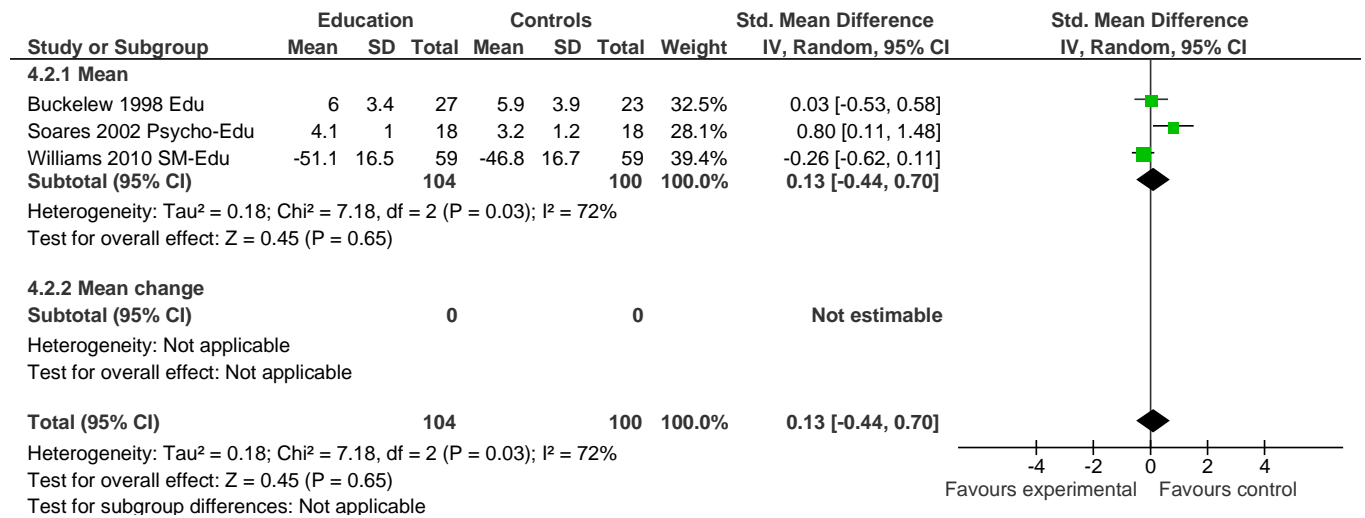 Education Controls Std. Mean Difference Std. Mean Difference
Study or Subgroup Mean SD Total Mean SD Total Weight IV, Random, 95% CI IV, Random, 95% CI
4.2.1 Mean
Buckelew 1998 Edu 6 3.4 27 5.9 3.9 23 32.5% 0.03 [-0.53, 0.58]
Soares 2002 Psycho-Edu 4.1 1 18 3.2 1.2 18 28.1% 0.80 [0.11, 1.48]
Williams 2010 SM-Edu -51.1 16.5 59 -46.8 16.7 59 39.4% -0.26 [-0.62, 0.11]
Subtotal (95% CI) 104 100 100.0% 0.13 [-0.44, 0.70]
Heterogeneity: Tau² = 0.18; Chi² = 7.18, df = 2 (P = 0.03); I² = 72%
Test for overall effect: Z = 0.45 (P = 0.65)
4.2.2 Mean change
Subtotal (95% CI) 0 0 Not estimable
Heterogeneity: Not applicable
Test for overall effect: Not applicable
Total (95% CI) 104 100 100.0% 0.13 [-0.44, 0.70]
Heterogeneity: Tau² = 0.18; Chi² = 7.18, df = 2 (P = 0.03); I² = 72%
Test for overall effect: Z = 0.45 (P = 0.65)
Test for subgroup differences: Not applicable
-4 -2 0 2 4
Favours experimental Favours control